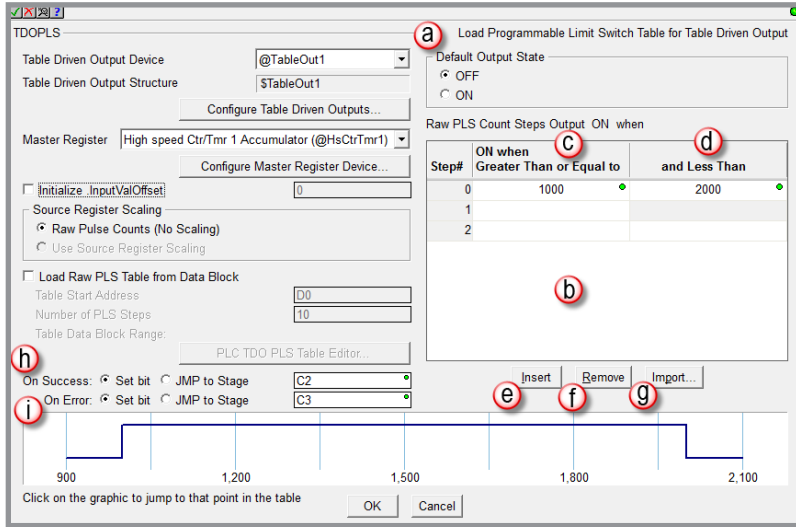 TDOPLS
a
Load Programmable Limit Switch Table for Table Driven Output
Table Driven Output Device @TableOut1
Table Driven Output Structure $TableOut1
Configure Table Driven Outputs...
Master Register High speed Ctr/Tmr 1 Accumulator (@HsCtrTmr1)
Configure Master Register Device...
Initialize .InputValOffset 0
Source Register Scaling
Raw Pulse Counts (No Scaling)
Use Source Register Scaling
Load Raw PLS Table from Data Block
Table Start Address D0
Number of PLS Steps 10
Table Data Block Range:
PLC TDO PLS Table Editor...
h
On Success: Set bit JMP to Stage C2
i
On Error: Set bit JMP to Stage C3
Default Output State
OFF
ON
Raw PLS Count Steps Output ON when
c
d
Step# ON when Greater Than or Equal to and Less Than
0 1000 2000
1
2
b
Insert Remove Import...
e
f
g
900 1,200 1,500 1,800 2,100
Click on the graphic to jump to that point in the table
OK Cancel